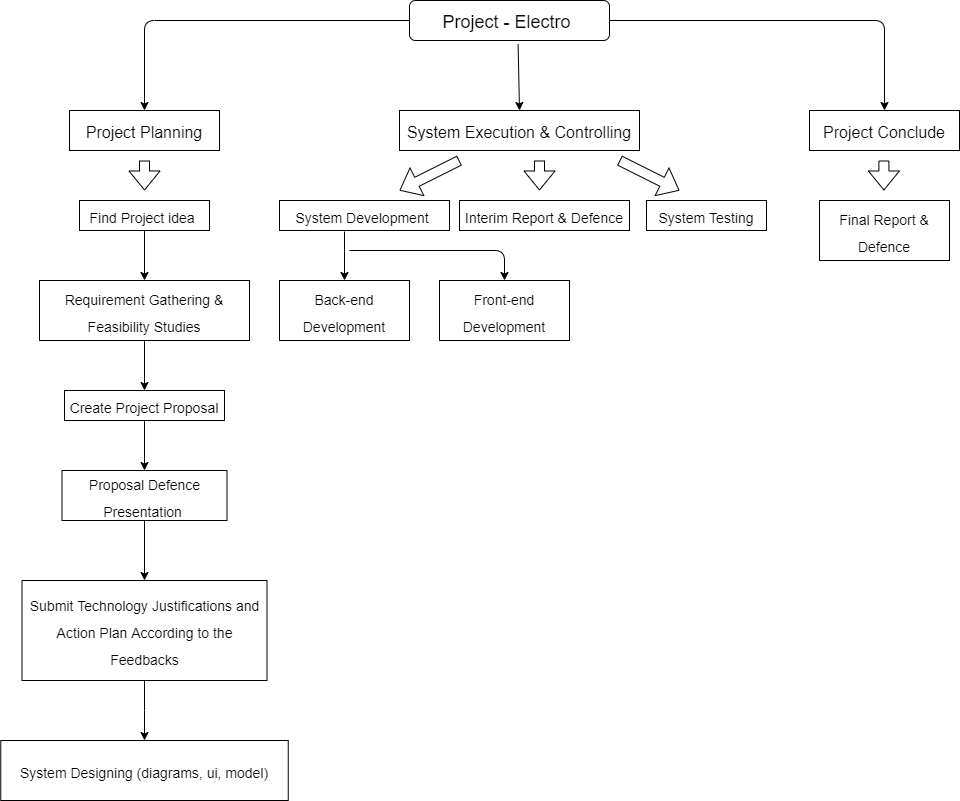 Project - Electro
Project Planning
System Execution & Controlling
Project Conclude
Find Project idea
System Development
Interim Report & Defence
System Testing
Final Report &
Defence
Requirement Gathering &
Feasibility Studies
Back-end
Development
Front-end
Development
Create Project Proposal
Proposal Defence
Presentation
Submit Technology Justifications and
Action Plan According to the
Feedbacks
System Designing (diagrams, ui, model)